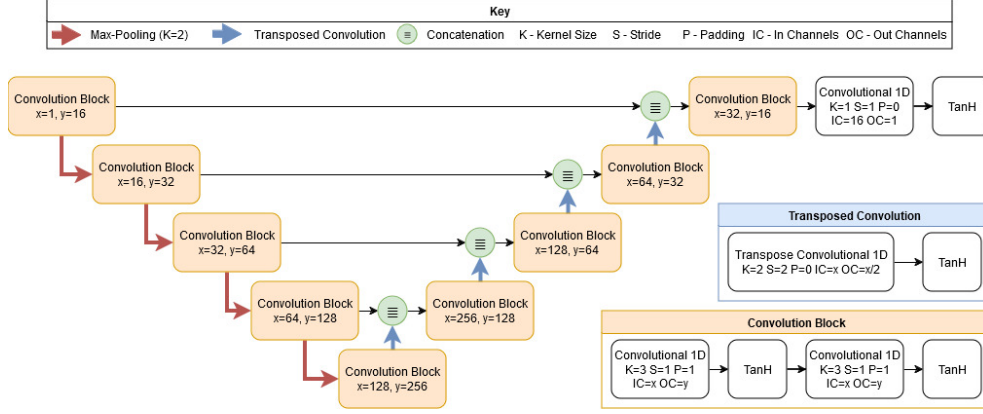 Key
Max-Pooling (K=2)
Transposed Convolution
Concatenation
K - Kernel Size
S - Stride
P - Padding
IC - In Channels
OC - Out Channels
Convolution Block
x=1, y=16
Convolution Block
x=32, y=16
Convolutional 1D
K=1 S=1 P=0
IC=16 OC=1
TanH
Convolution Block
x=16, y=32
Convolution Block
x=64, y=32
Convolution Block
x=32, y=64
Convolution Block
x=128, y=64
Convolution Block
x=64, y=128
Convolution Block
x=256, y=128
Convolution Block
x=128, y=256
Transposed Convolution
Transpose Convolutional 1D
K=2 S=2 P=0 IC=x OC=x/2
TanH
Convolution Block
Convolutional 1D
K=3 S=1 P=1
IC=x OC=y
TanH
Convolutional 1D
K=3 S=1 P=1
IC=x OC=y
TanH